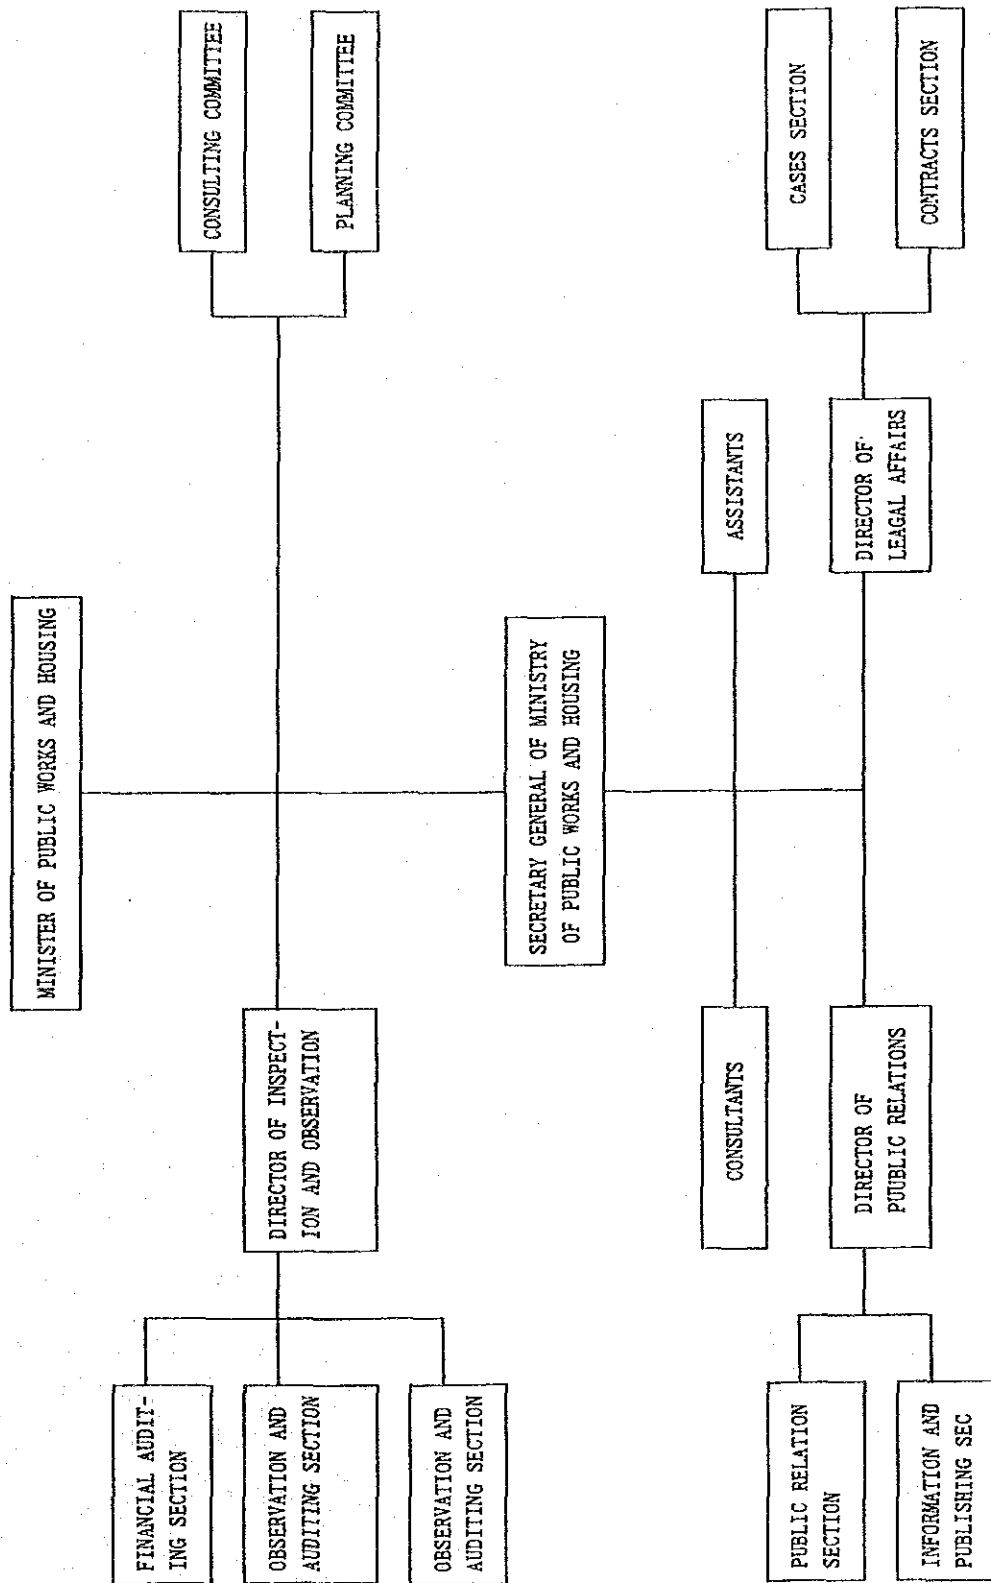 MINISTER OF PUBLIC WORKS AND HOUSING
CONSULTING COMMITTEE
PLANNING COMMITTEE
DIRECTOR OF INSPECT-
ION AND OBSERVATION
FINANCIAL AUDIT-
ING SECTION
OBSERVATION AND
AUDITING SECTION
OBSERVATION AND
AUDITING SECTION
SECRETARY GENERAL OF MINISTRY
OF PUBLIC WORKS AND HOUSING
CONSULTANTS
ASSISTANTS
DIRECTOR OF
PUUBLIC RELATIONS
DIRECTOR OF
LEAGAL AFFAIRS
PUBLIC RELATION
SECTION
INFORMATION AND
PUBLISHING SEC
CASES SECTION
CONTRACTS SECTION